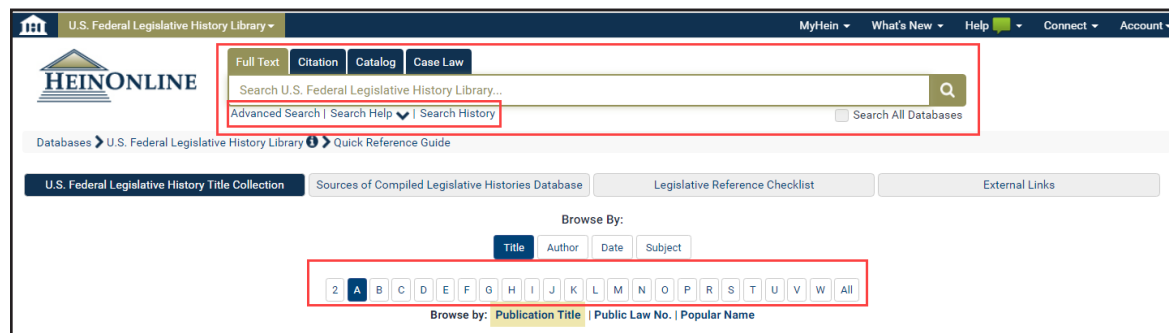 U.S. Federal Legislative History Library MyHein What's New Help Connect Account
HEINONLINE
Full Text Citation Catalog Case Law
Search U.S. Federal Legislative History Library...
Advanced Search | Search Help | Search History Search All Databases
Databases U.S. Federal Legislative History Library Quick Reference Guide
U.S. Federal Legislative History Title Collection Sources of Compiled Legislative Histories Database Legislative Reference Checklist External Links
Browse By:
Title Author Date Subject
2 A B C D E F G H I J K L M N O P R S T U V W All
Browse by: Publication Title | Public Law No. | Popular Name